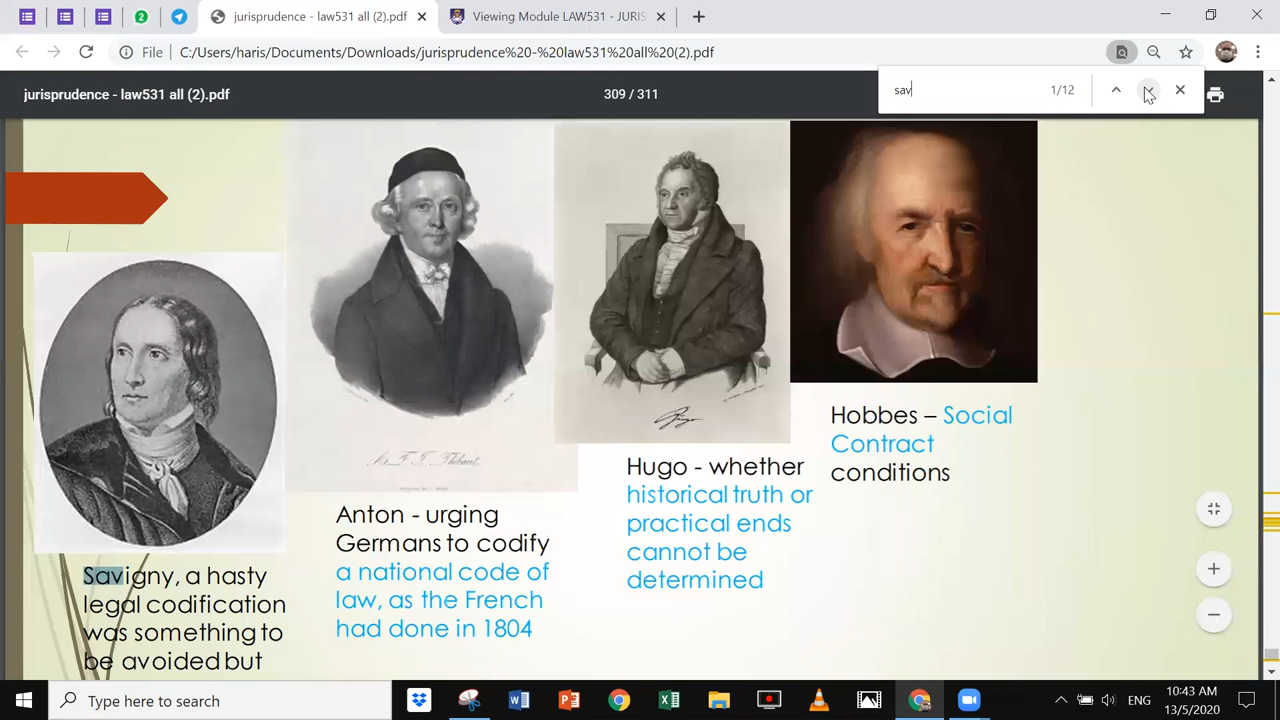 jurisprudence - law531 all (2).pdf
Viewing Module LAW531 - JURIS
File
C:/Users/haris/Documents/Downloads/jurisprudence%20-%20law531%20all%20(2).pdf
jurisprudence - law531 all (2).pdf
309 / 311
sav
1/12
Savigny, a hasty
legal codification
was something to
be avoided but
Anton - urging
Germans to codify
a national code of
law, as the French
had done in 1804
Hugo - whether
historical truth or
practical ends
cannot be
determined
Hobbes – Social
Contract
conditions
Type here to search
ENG
10:43 AM
13/5/2020